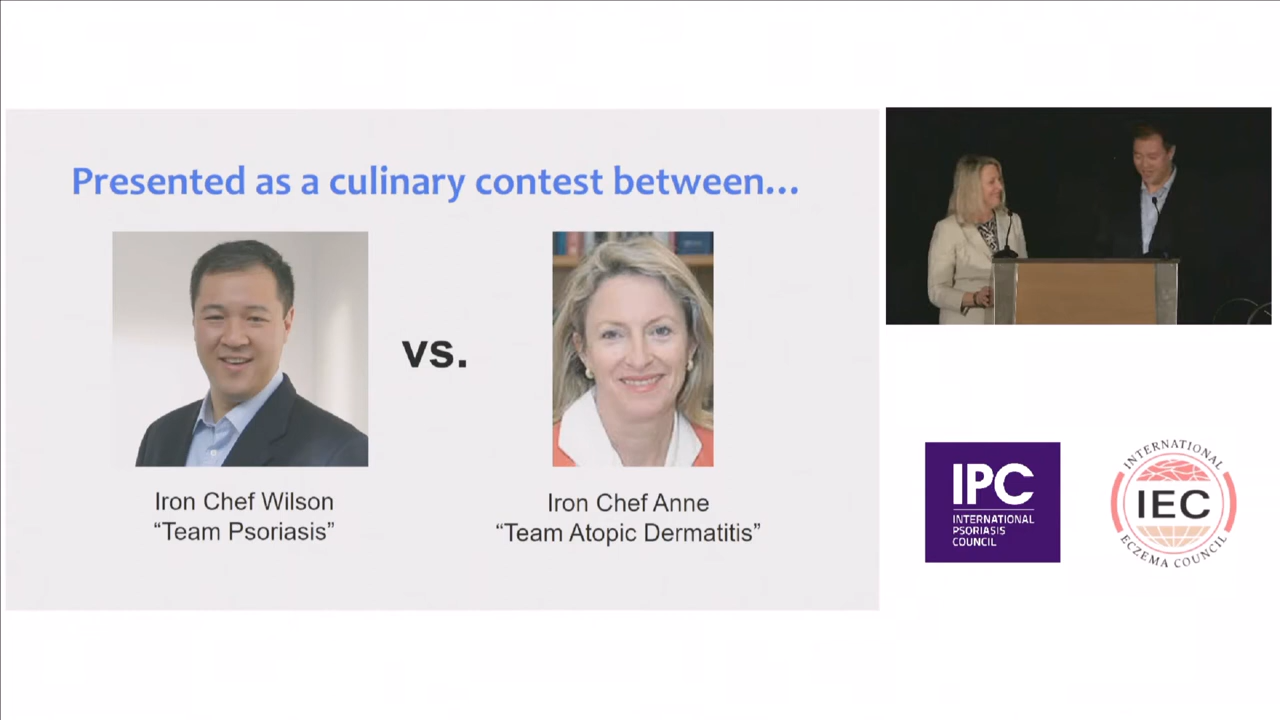 Presented as a culinary contest between...
vs.
Iron Chef Wilson
“Team Psoriasis”
Iron Chef Anne
“Team Atopic Dermatitis”
IPC
INTERNATIONAL
PSORIASIS
COUNCIL
INTERNATIONAL
IEC
ECZEMA COUNCIL